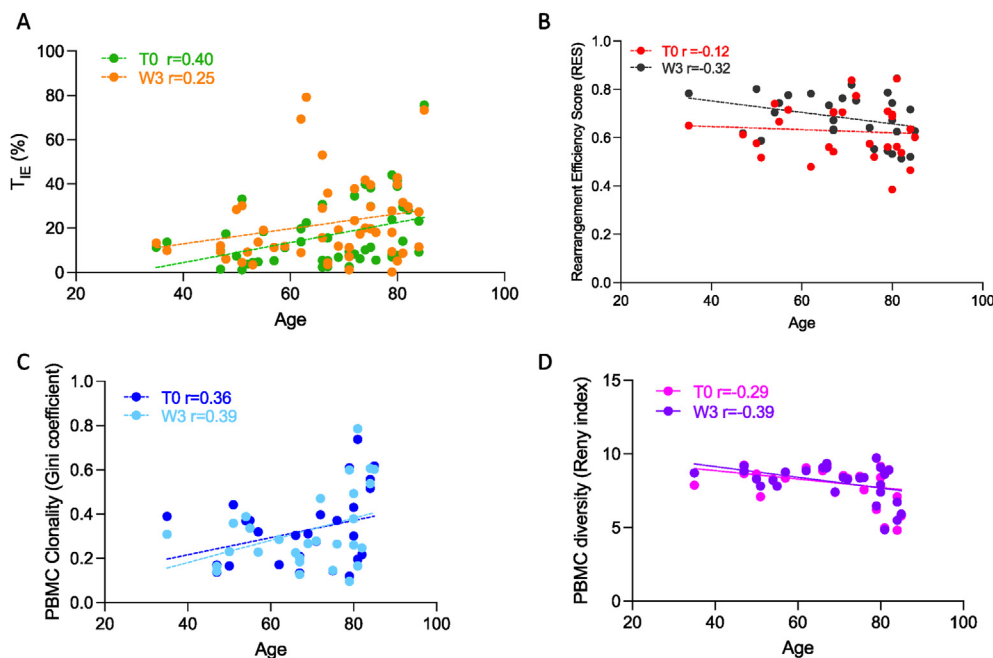 A
T0 r=0.40
W3 r=0.25
100
80
60
40
20
0
T_IE (%)
20 40 60 80 100
Age
B
T0 r=-0.12
W3 r=-0.32
1.0
0.8
0.6
0.4
0.2
0.0
Rearrangement Efficiency Score (RES)
20 40 60 80 100
Age
C
T0 r=0.36
W3 r=0.39
1.0
0.8
0.6
0.4
0.2
0.0
PBMC Clonality (Gini coefficient)
20 40 60 80 100
Age
D
T0 r=-0.29
W3 r=-0.39
15
10
5
0
PBMC diversity (Reny index)
20 40 60 80 100
Age